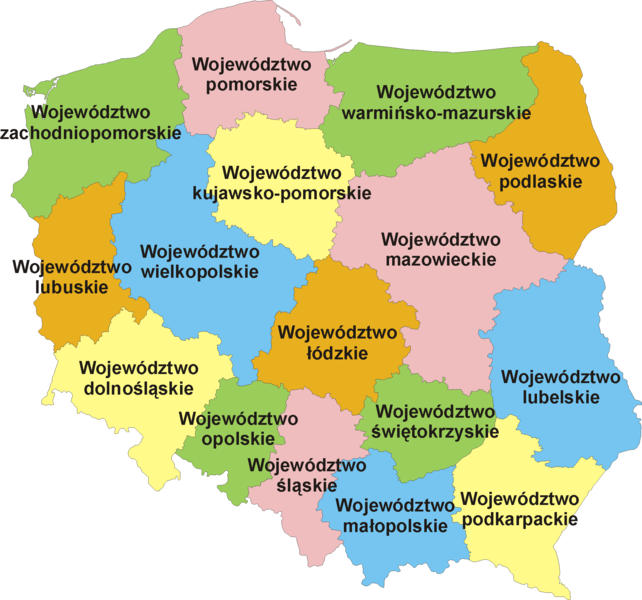 Województwo
pomorskie
Województwo
warmińsko-mazurskie
Województwo
zachodniopomorskie
Województwo
podlaskie
Województwo
kujawsko-pomorskie
Województwo
mazowieckie
Województwo
wielkopolskie
Województwo
lubuskie
Województwo
łódzkie
Województwo
dolnośląskie
Województwo
lubelskie
Województwo
opolskie
Województwo
świętokrzyskie
Województwo
śląskie
Województwo
małopolskie
Województwo
podkarpackie